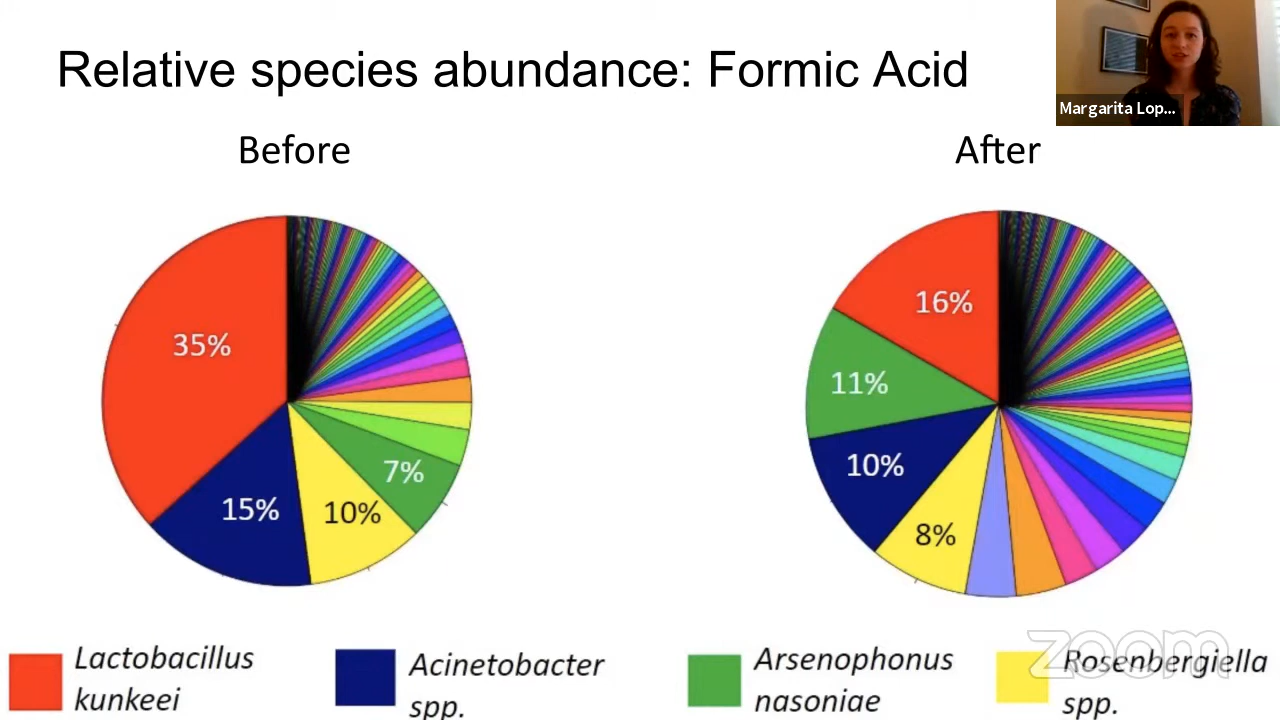 Relative species abundance: Formic Acid
Margarita Lop...
Before
After
35%
15%
10%
7%
16%
11%
10%
8%
Lactobacillus
kunkeei
Acinetobacter
spp.
Arsenophonus
nasoniae
Rosenbergiella
spp.
zoom